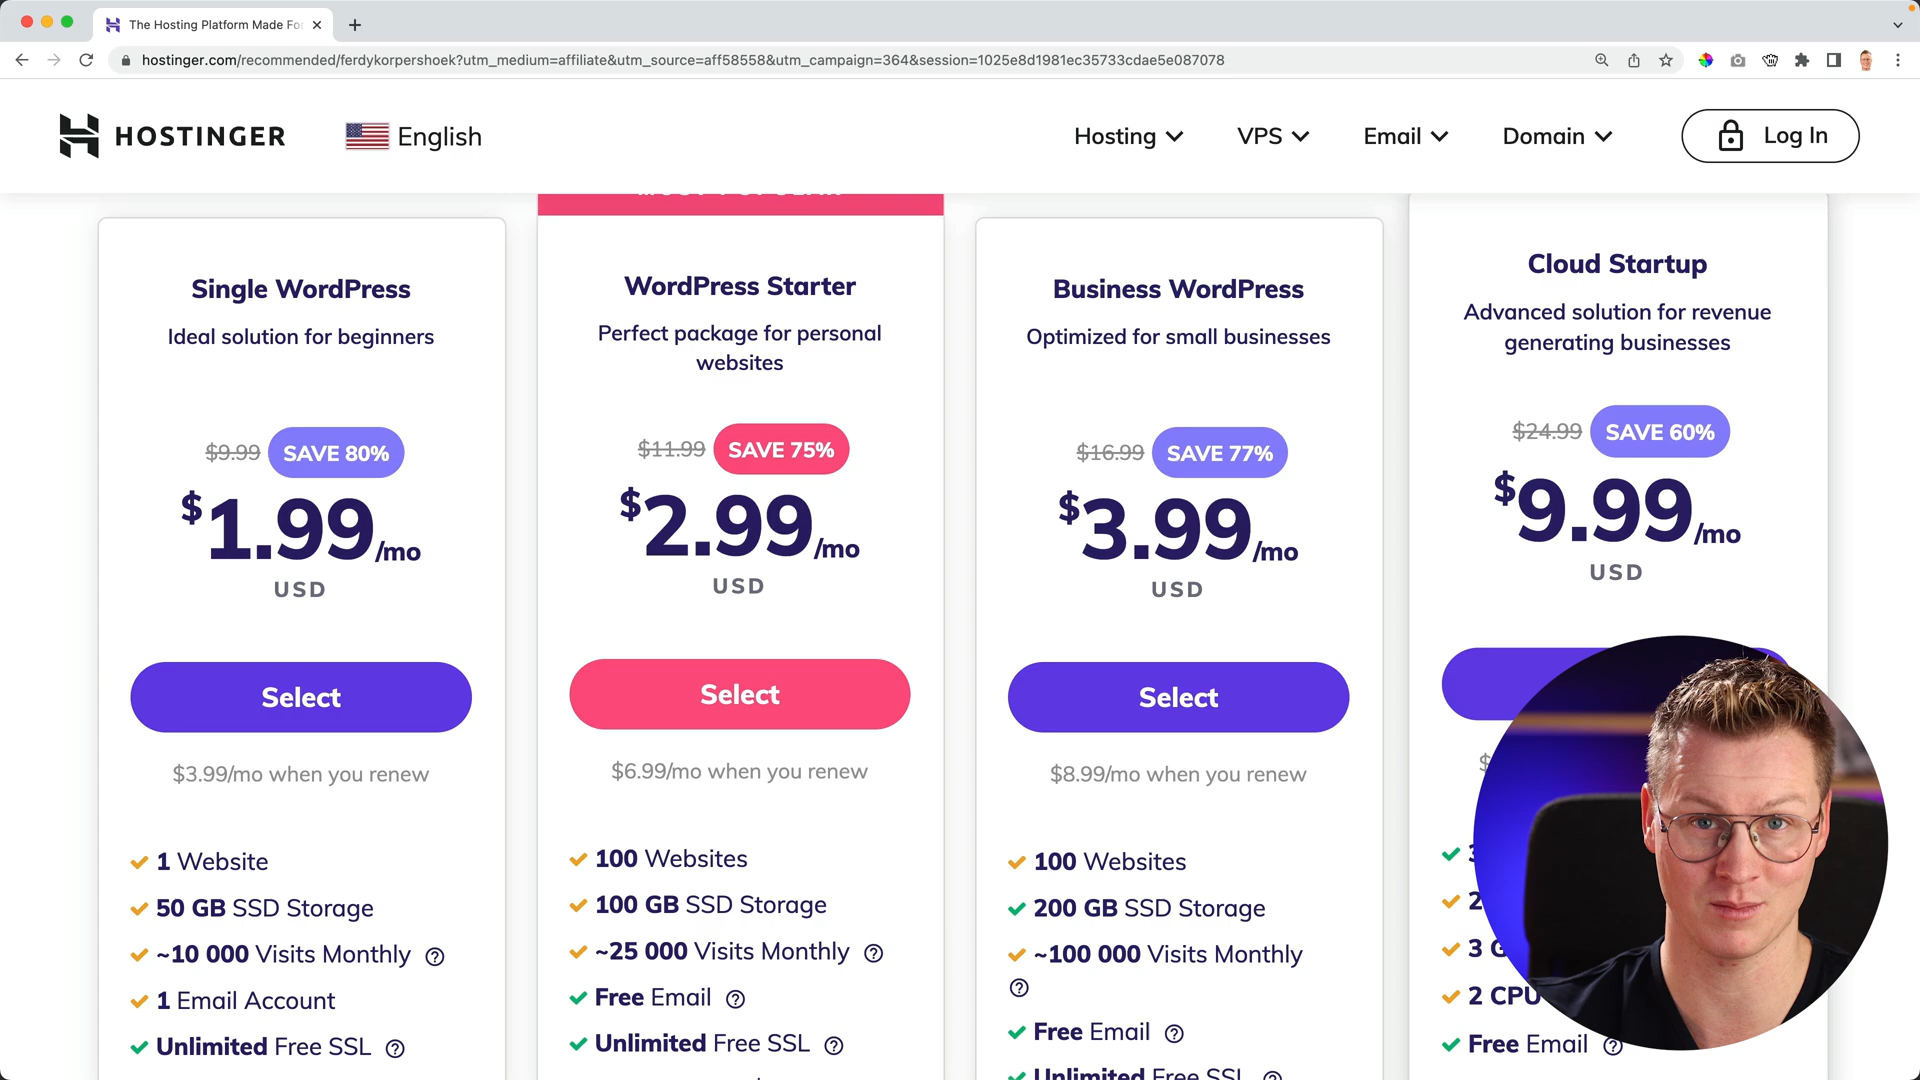 The Hosting Platform Made Fo
hostinger.com/recommended/ferdykorpershoek?utm_medium=affiliate&utm_source=aff58558&utm_campaign=364&session=1025e8d1981ec35733cdae5e087078
HOSTINGER
English
Hosting
VPS
Email
Domain
Log In
Single WordPress
Ideal solution for beginners
$9.99 SAVE 80%
$1.99/mo
USD
Select
$3.99/mo when you renew
1 Website
50 GB SSD Storage
~10 000 Visits Monthly
1 Email Account
Unlimited Free SSL
WordPress Starter
Perfect package for personal
websites
$11.99 SAVE 75%
$2.99/mo
USD
Select
$6.99/mo when you renew
100 Websites
100 GB SSD Storage
~25 000 Visits Monthly
Free Email
Unlimited Free SSL
Business WordPress
Optimized for small businesses
$16.99 SAVE 77%
$3.99/mo
USD
Select
$8.99/mo when you renew
100 Websites
200 GB SSD Storage
~100 000 Visits Monthly
Free Email
Unlimited Free SSL
Cloud Startup
Advanced solution for revenue
generating businesses
$24.99 SAVE 60%
$9.99/mo
USD
2 CPU
Free Email